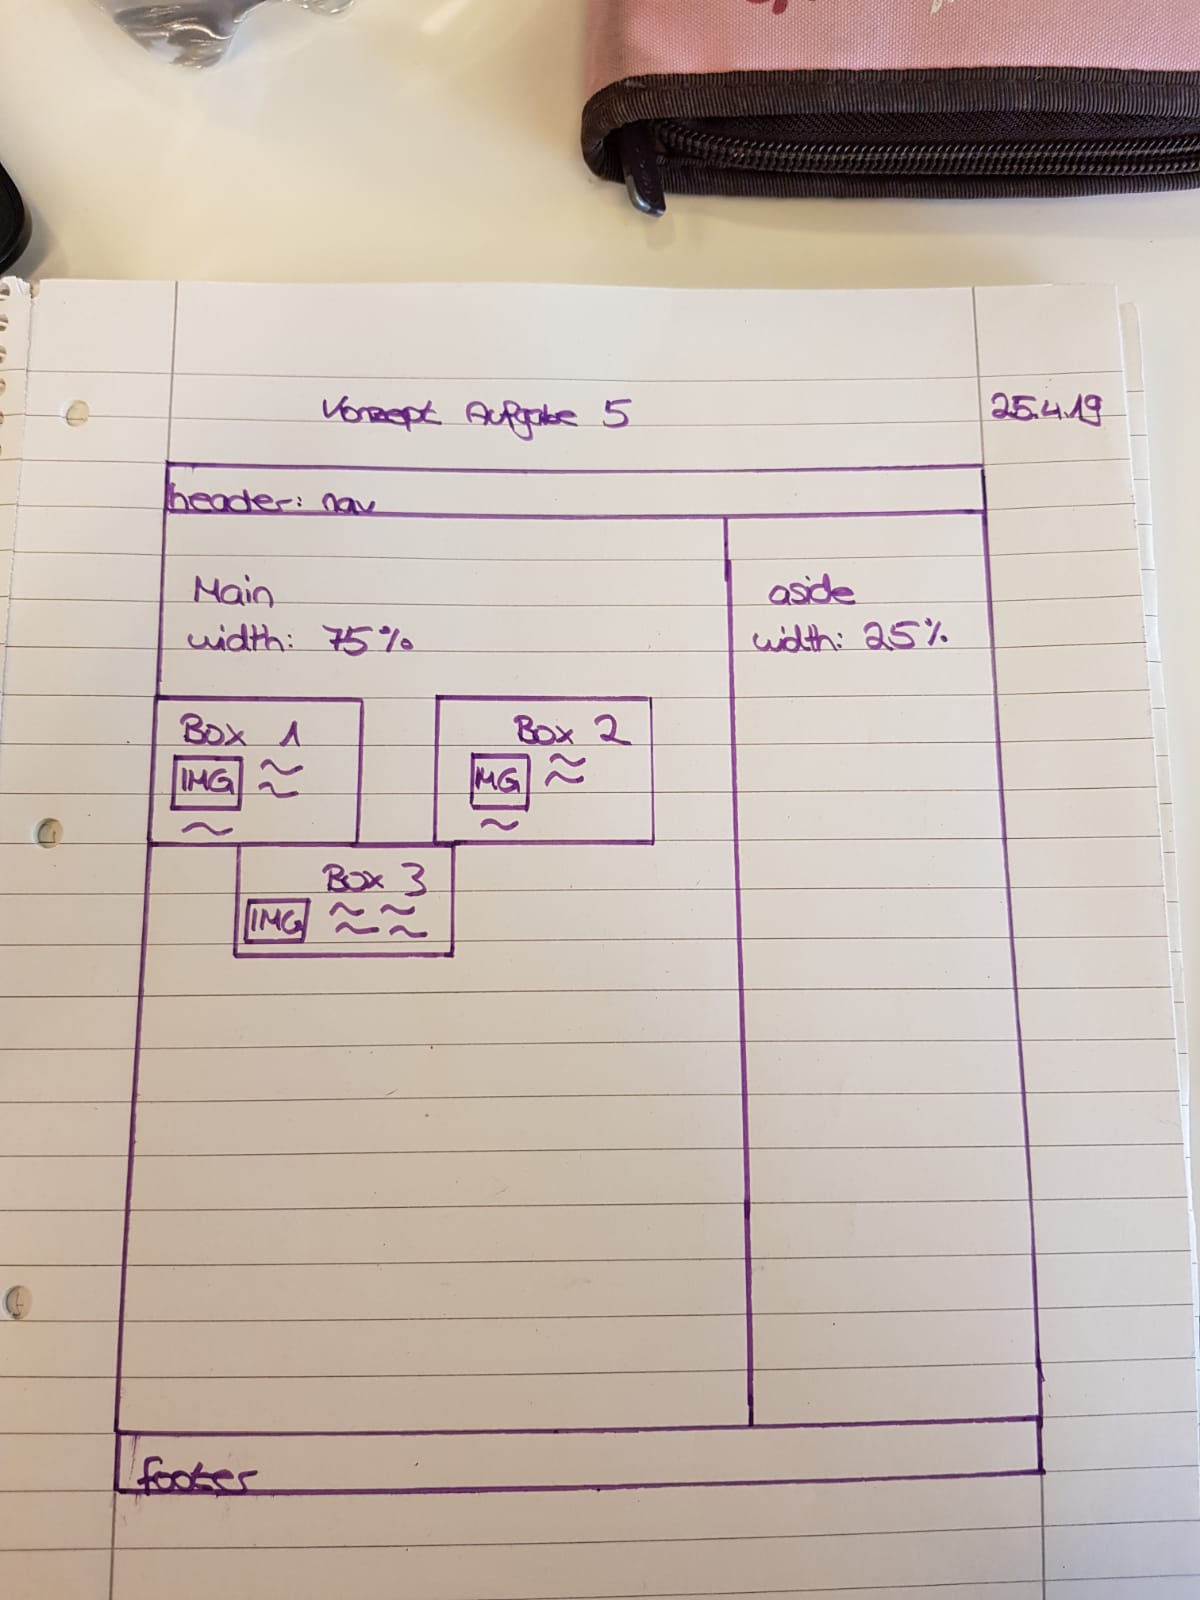 Konzept Aufgabe 5
25.4.19
header: nav
Main
width: 75%
aside
width: 25%
Box 1
IMG
Box 2
IMG
Box 3
IMG
footer